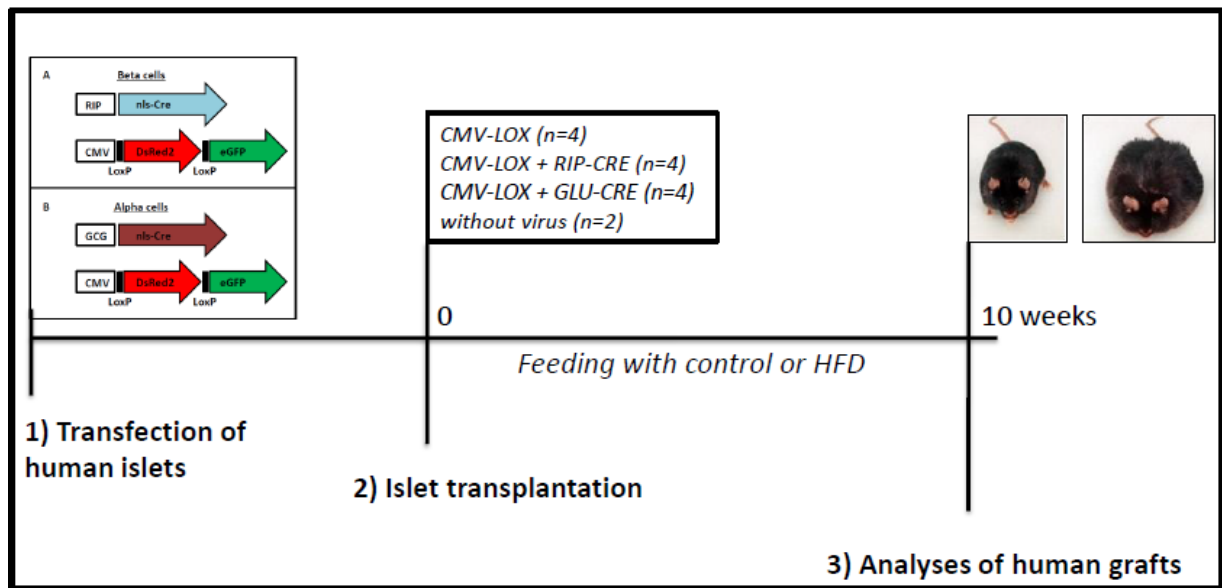 A
Beta cells
RIP
nls-Cre
CMV
DsRed2
eGFP
LoxP
LoxP
B
Alpha cells
GCG
nls-Cre
CMV
DsRed2
eGFP
LoxP
LoxP
CMV-LOX (n=4)
CMV-LOX + RIP-CRE (n=4)
CMV-LOX + GLU-CRE (n=4)
without virus (n=2)
0
10 weeks
Feeding with control or HFD
1) Transfection of
human islets
2) Islet transplantation
3) Analyses of human grafts